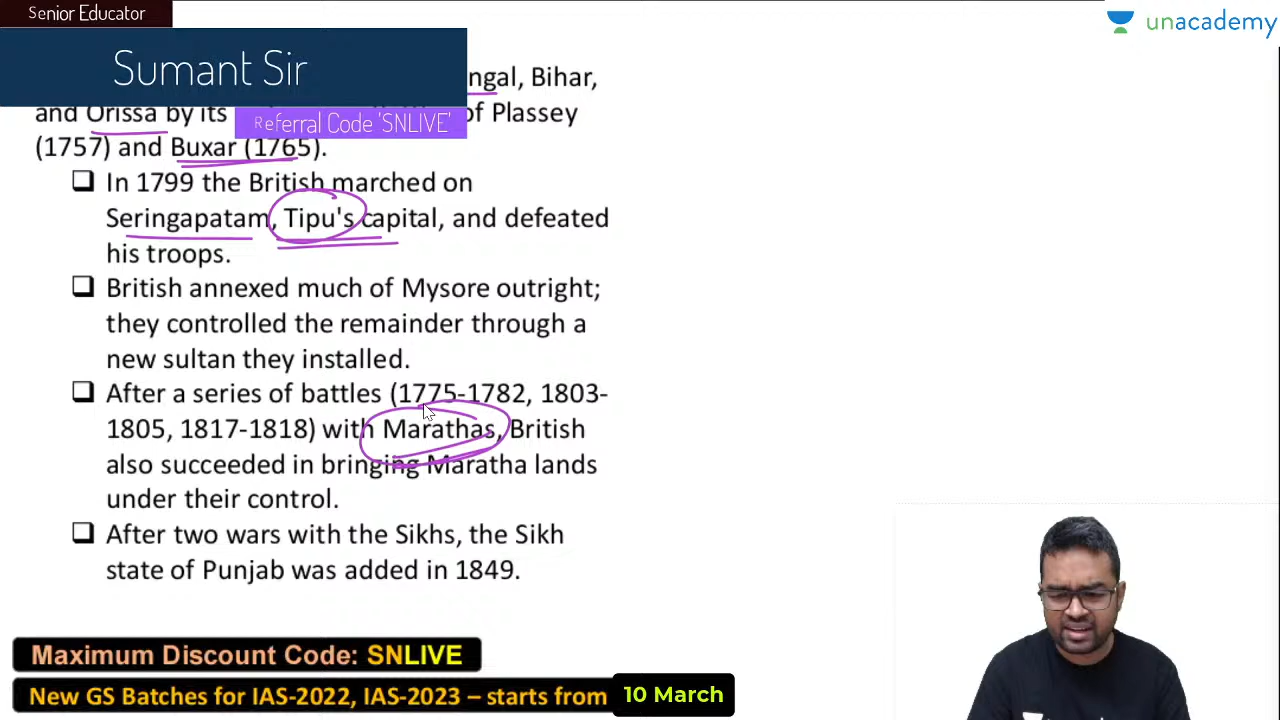 Senior Educator
unacademy
Sumant Sir
ngal, Bihar,
and Orissa by its of Plassey
Referral Code 'SNLIVE'
(1757) and Buxar (1765).
❑ In 1799 the British marched on
Seringapatam, Tipu's capital, and defeated
his troops.
❑ British annexed much of Mysore outright;
they controlled the remainder through a
new sultan they installed.
❑ After a series of battles (1775-1782, 1803-
1805, 1817-1818) with Marathas, British
also succeeded in bringing Maratha lands
under their control.
❑ After two wars with the Sikhs, the Sikh
state of Punjab was added in 1849.
Maximum Discount Code: SNLIVE
New GS Batches for IAS-2022, IAS-2023 – starts from 10 March